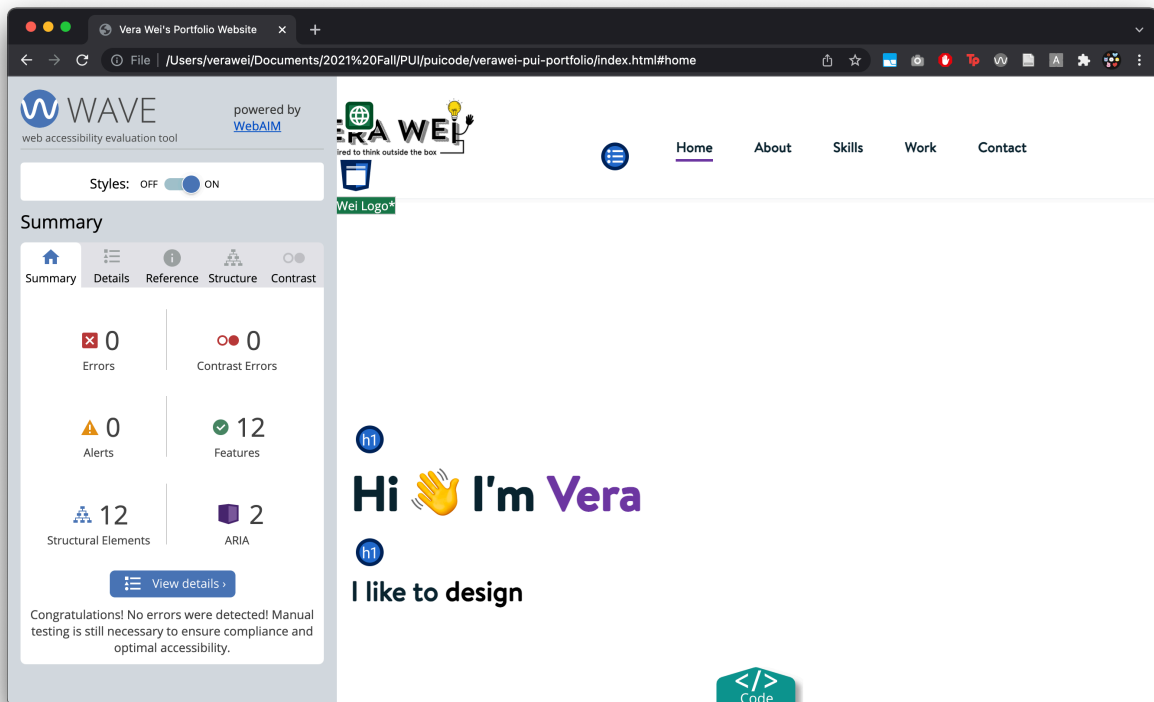 Vera Wei's Portfolio Website
File | /Users/verawei/Documents/2021%20Fall/PUI/puicode/verawei-pui-portfolio/index.html#home
WAVE
web accessibility evaluation tool
powered by
WebAIM
Styles: OFF ON
Summary
Summary Details Reference Structure Contrast
0
Errors
0
Contrast Errors
0
Alerts
12
Features
12
Structural Elements
2
ARIA
View details ›
Congratulations! No errors were detected! Manual
testing is still necessary to ensure compliance and
optimal accessibility.
ERA WEI
ired to think outside the box
Wei Logo*
Home About Skills Work Contact
h1
Hi 👋 I'm Vera
h1
I like to design
</>
Code